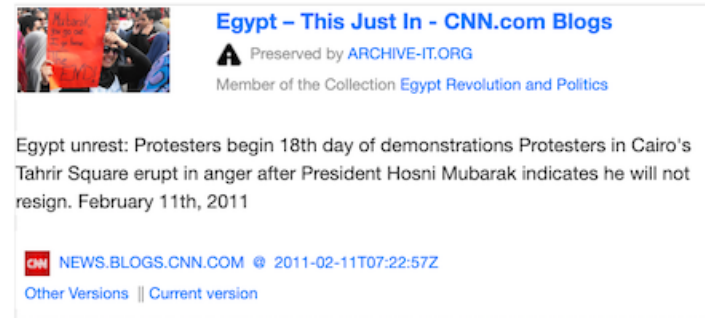 Mubarak
END!
Egypt – This Just In - CNN.com Blogs
Preserved by ARCHIVE-IT.ORG
Member of the Collection Egypt Revolution and Politics
Egypt unrest: Protesters begin 18th day of demonstrations Protesters in Cairo's
Tahrir Square erupt in anger after President Hosni Mubarak indicates he will not
resign. February 11th, 2011
CNN NEWS.BLOGS.CNN.COM @ 2011-02-11T07:22:57Z
Other Versions || Current version